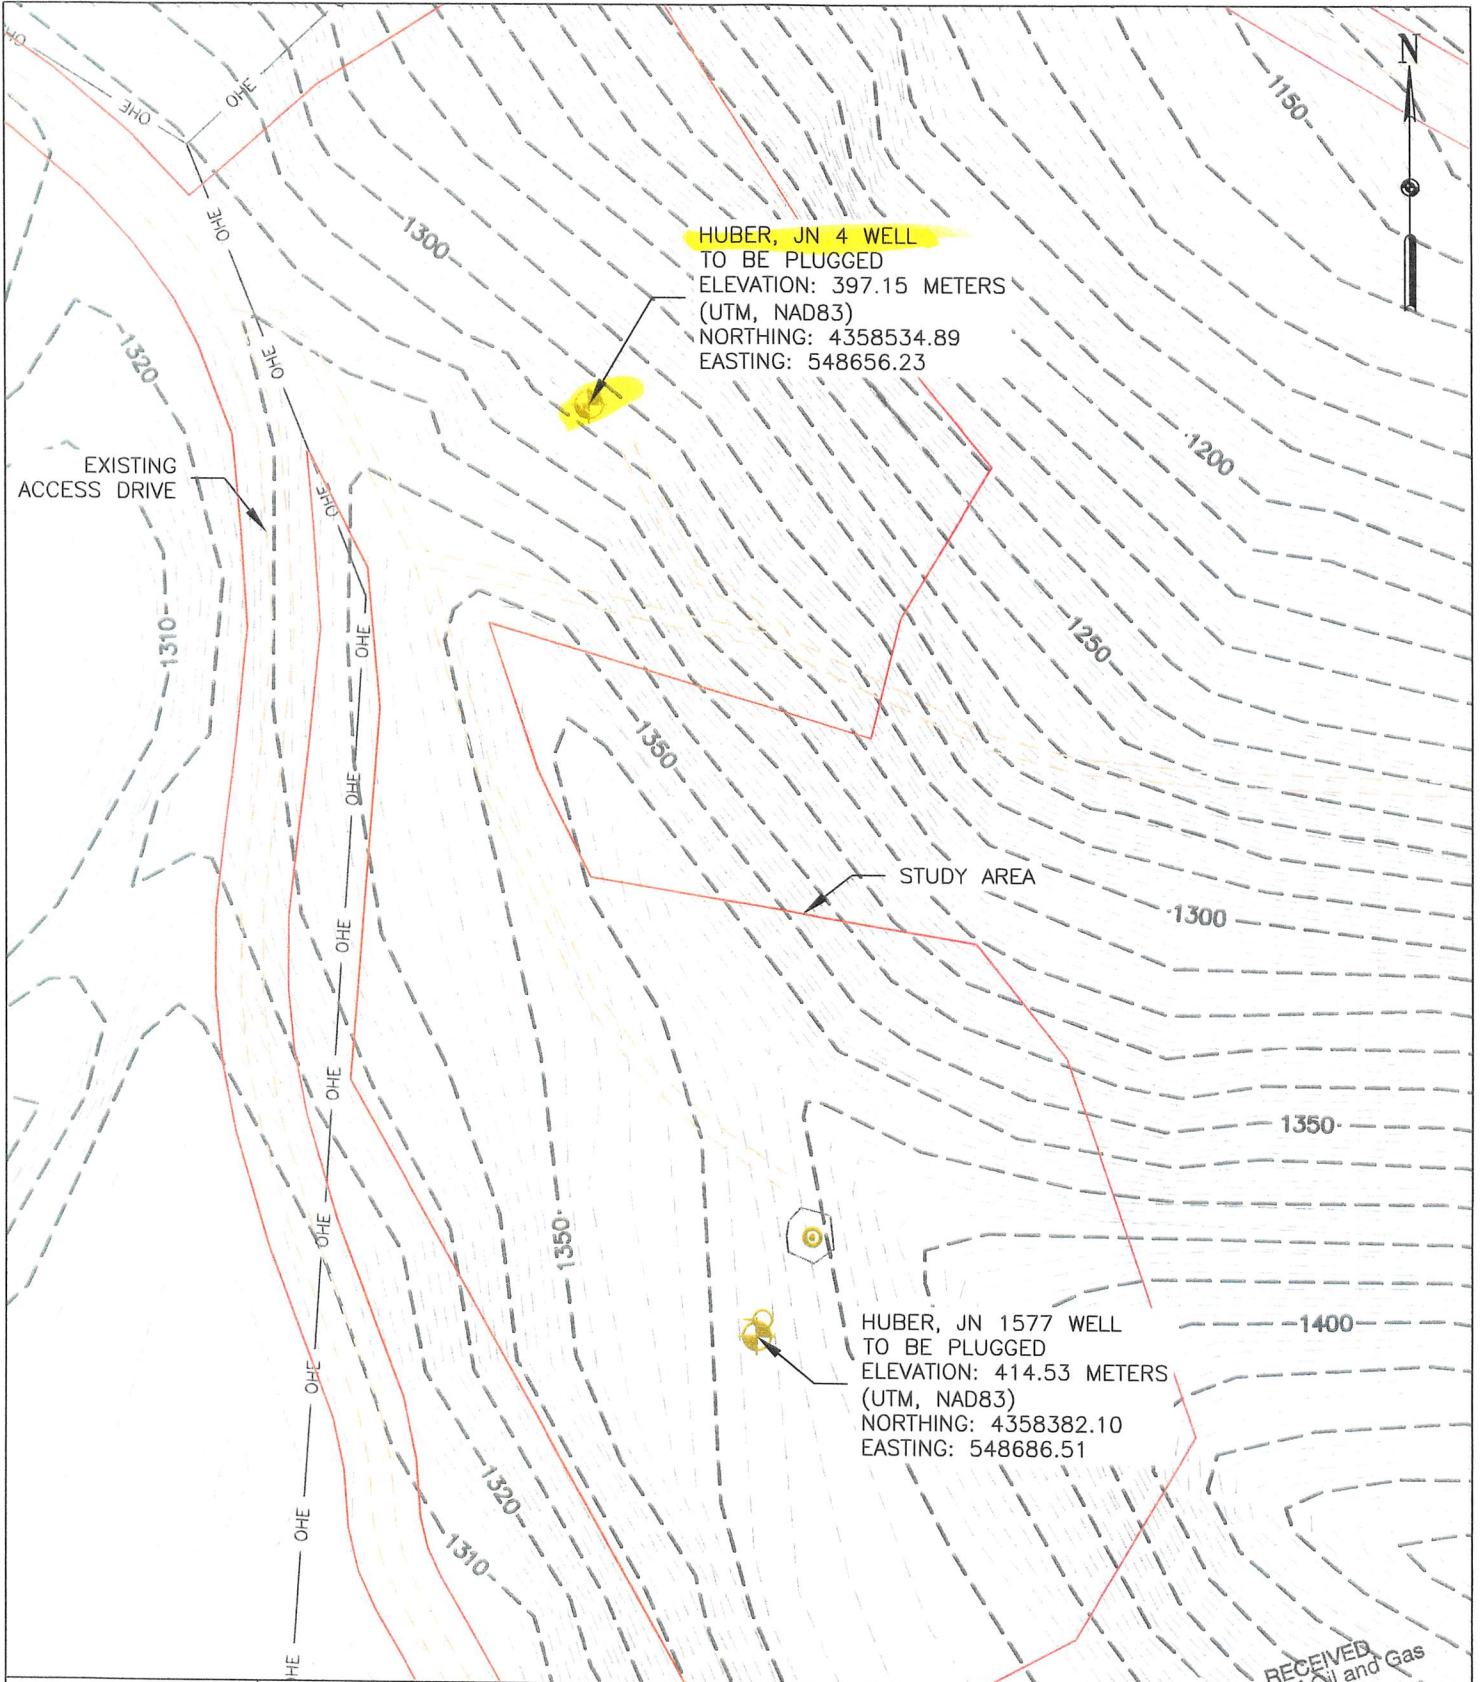 N
OHE
OHE
OHE
1150
OHE
1300
HUBER, JN 4 WELL
TO BE PLUGGED
ELEVATION: 397.15 METERS
(UTM, NAD83)
NORTHING: 4358534.89
EASTING: 548656.23
1320
OHE
EXISTING
ACCESS DRIVE
1200
OHE
1310
OHE
1250
1350
OHE
STUDY AREA
1300
OHE
OHE
1350
1350
OHE
HUBER, JN 1577 WELL
TO BE PLUGGED
ELEVATION: 414.53 METERS
(UTM, NAD83)
NORTHING: 4358382.10
EASTING: 548686.51
1400
OHE
1320
OHE
1310
HE
RECEIVED
Oil and Gas